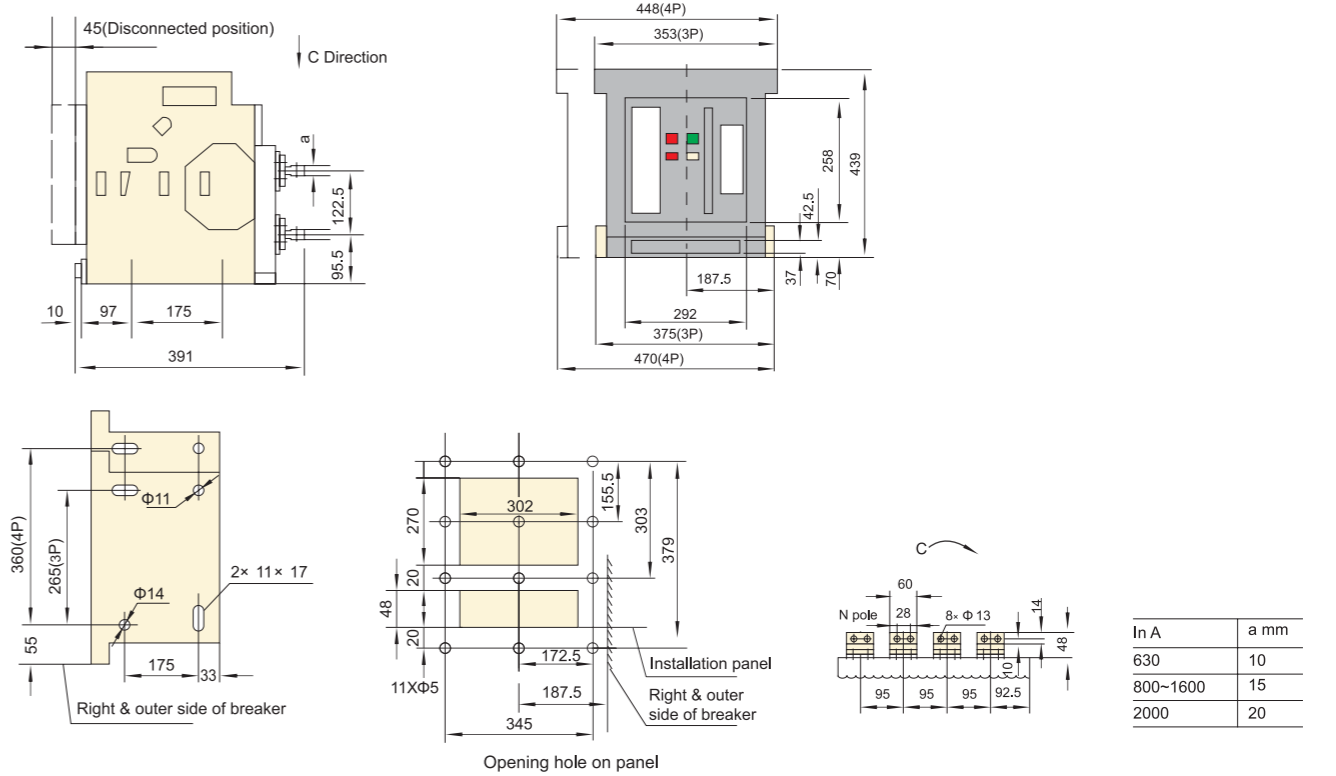 45(Disconnected position)
C Direction
a
122.5
95.5
10
97
175
391
448(4P)
353(3P)
258
439
42.5
37
70
187.5
292
375(3P)
470(4P)
360(4P)
265(3P)
55
Φ11
Φ14
2× 11× 17
175
33
Right & outer side of breaker
302
270
20
48
20
155.5
303
379
172.5
187.5
345
11XΦ5
Installation panel
Right & outer
side of breaker
Opening hole on panel
C
60
N pole
28
8× Φ 13
14
48
10
95
95
95
92.5
In A
a mm
630
10
800~1600
15
2000
20